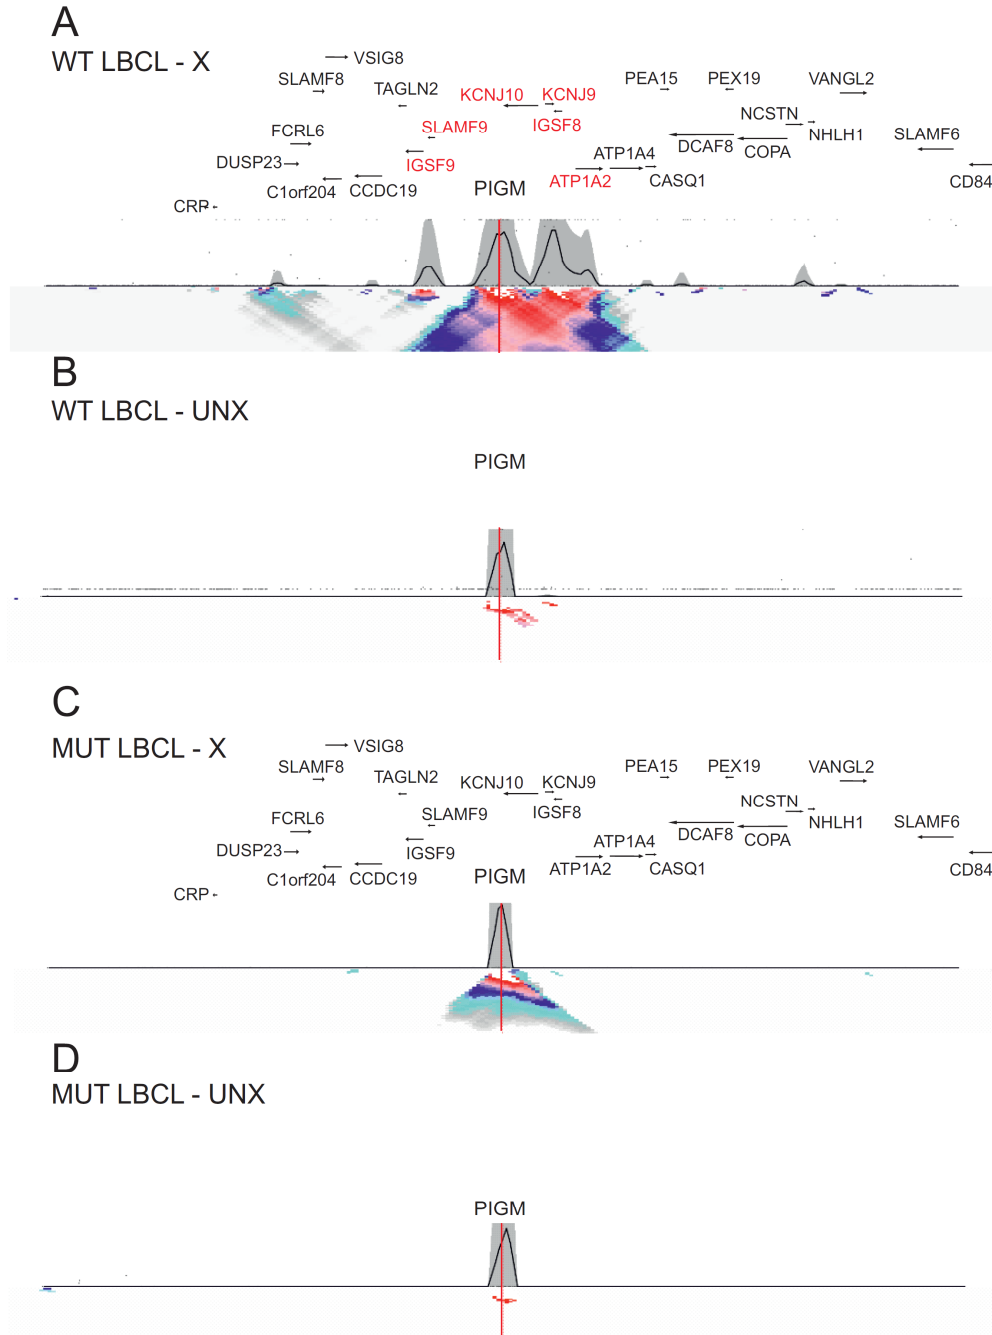 A
WT LBCL - X
VSIG8
SLAMF8
PEA15 PEX19 VANGL2
TAGLN2 KCNJ10 KCNJ9
NCSTN
SLAMF9 IGSF8
FCRL6 NHLH1 SLAMF6
DCAF8 COPA
DUSP23 IGSF9 ATP1A4
C1orf204 CCDC19 ATP1A2 CASQ1 CD84
PIGM
CRP
B
WT LBCL - UNX
PIGM
C
MUT LBCL - X
VSIG8
SLAMF8 PEA15 PEX19 VANGL2
TAGLN2 KCNJ10 KCNJ9
NCSTN
SLAMF9 IGSF8
FCRL6 NHLH1 SLAMF6
DCAF8 COPA
DUSP23 IGSF9 ATP1A4
C1orf204 CCDC19 ATP1A2 CASQ1 CD84
PIGM
CRP
D
MUT LBCL - UNX
PIGM